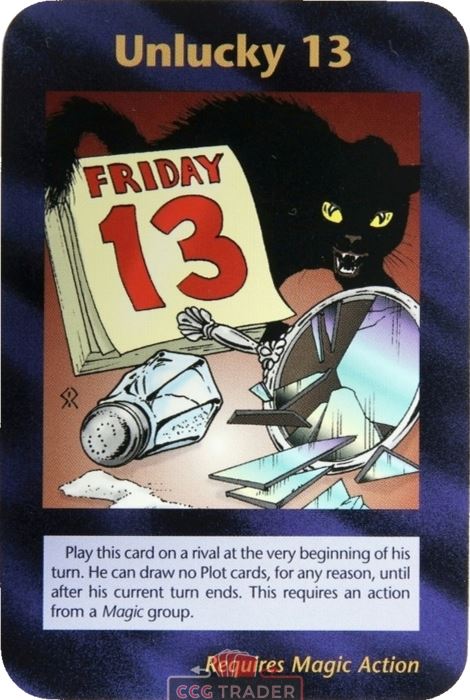 Unlucky 13
FRIDAY
13
Play this card on a rival at the very beginning of his
turn. He can draw no Plot cards, for any reason, until
after his current turn ends. This requires an action
from a Magic group.
Requires Magic Action
CCG TRADER